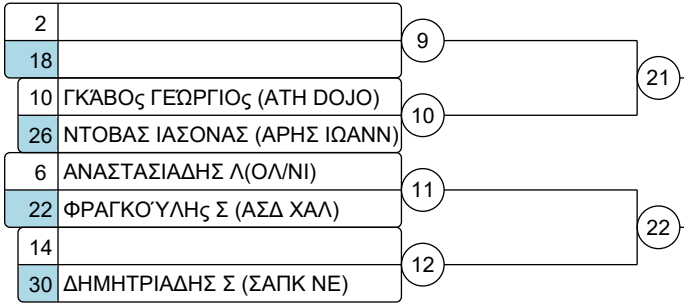 2
9
18
21
10 ΓΚΆΒΟς ΓΕΏΡΓΙΟς (ATH DOJO)
10
26 ΝΤΟΒΑΣ ΙΑΣΟΝΑΣ (ΑΡΗΣ ΙΩΑΝΝ)
6 ΑΝΑΣΤΑΣΙΑΔΗΣ Λ(ΟΛ/ΝΙ)
11
22 ΦΡΑΓΚΟΎΛΗς Σ (ΑΣΔ ΧΑΛ)
22
14
12
30 ΔΗΜΗΤΡΙΑΔΗΣ Σ (ΣΑΠΚ ΝΕ)